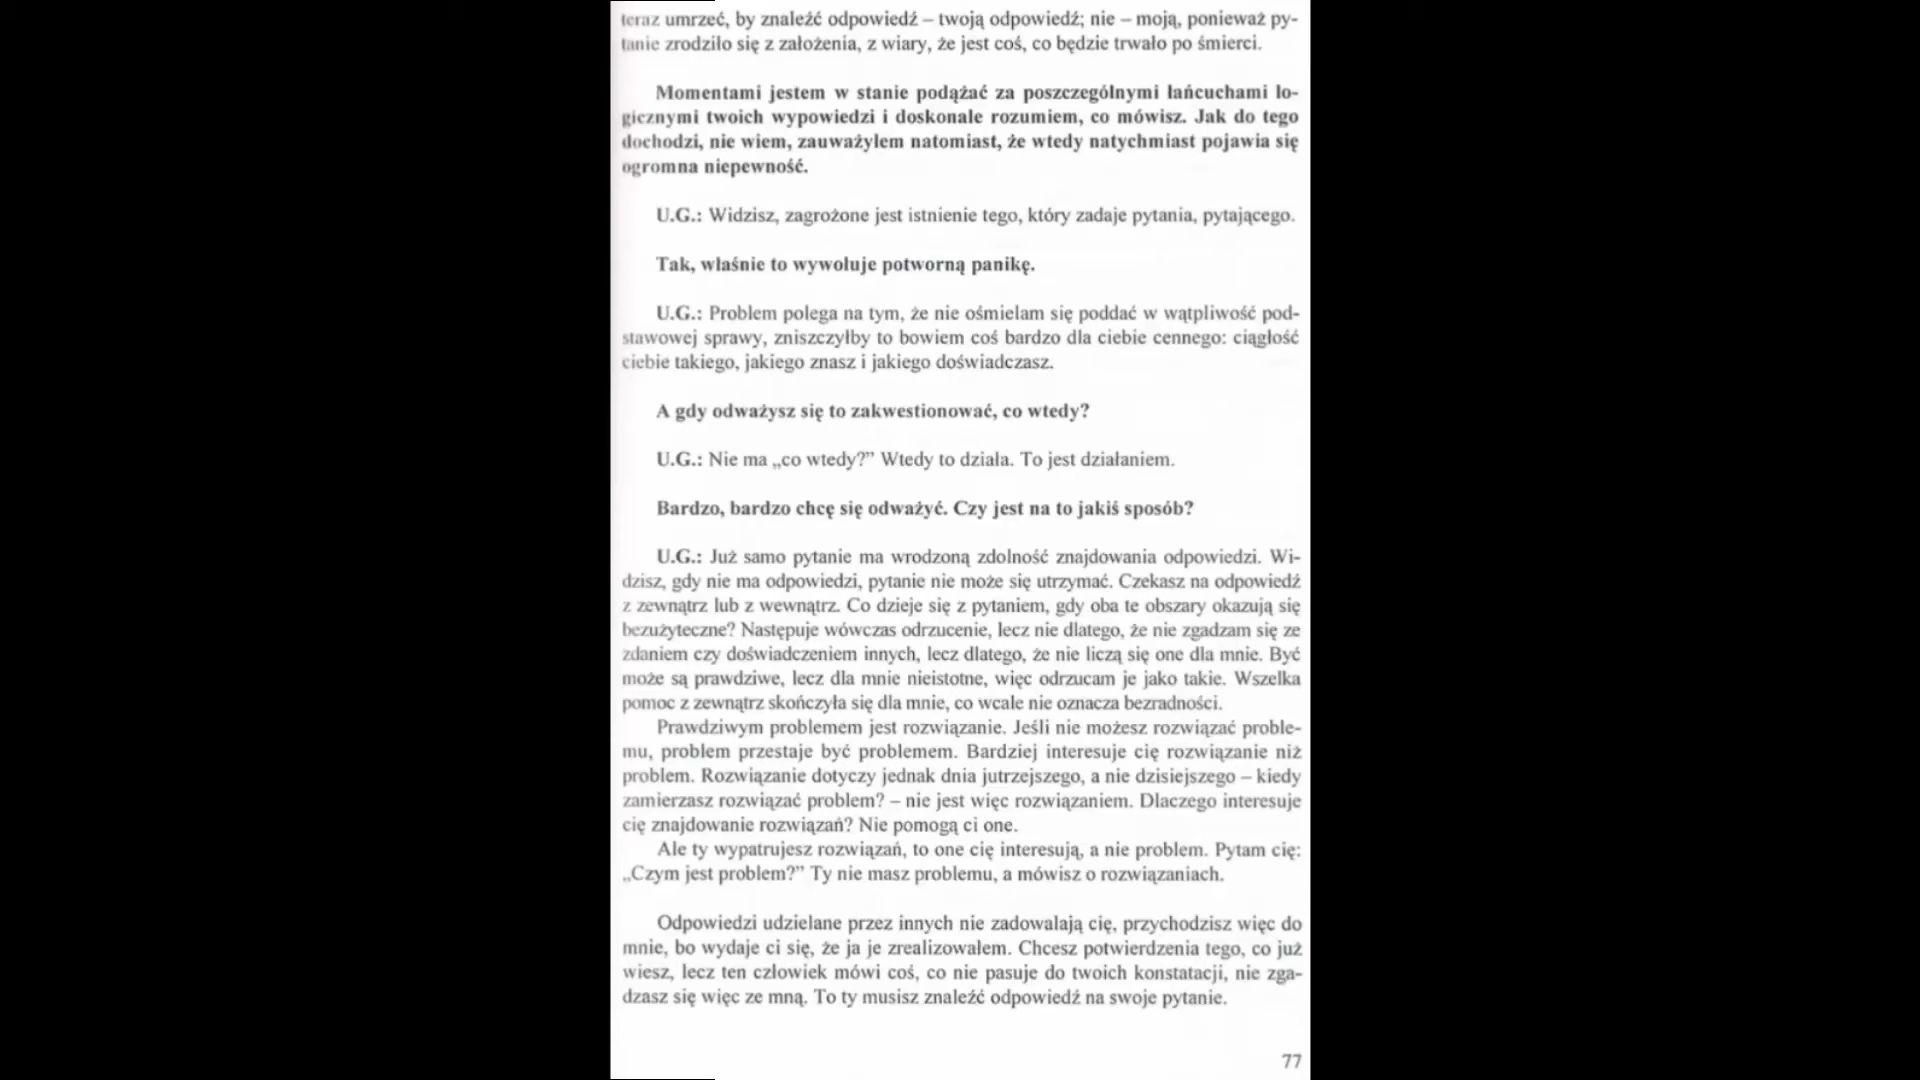 teraz umrzeć, by znaleźć odpowiedź – twoją odpowiedź; nie – moją, ponieważ py-
tanie zrodziło się z założenia, z wiary, że jest coś, co będzie trwało po śmierci.
Momentami jestem w stanie podążać za poszczególnymi łańcuchami lo-
gicznymi twoich wypowiedzi i doskonale rozumiem, co mówisz. Jak do tego
dochodzi, nie wiem, zauważyłem natomiast, że wtedy natychmiast pojawia się
ogromna niepewność.
U.G.: Widzisz, zagrożone jest istnienie tego, który zadaje pytania, pytającego.
Tak, właśnie to wywołuje potworną panikę.
U.G.: Problem polega na tym, że nie ośmielam się poddać w wątpliwość pod-
stawowej sprawy, zniszczyłby to bowiem coś bardzo dla ciebie cennego: ciągłość
ciebie takiego, jakiego znasz i jakiego doświadczasz.
A gdy odważysz się to zakwestionować, co wtedy?
U.G.: Nie ma „co wtedy?” Wtedy to działa. To jest działaniem.
Bardzo, bardzo chcę się odważyć. Czy jest na to jakiś sposób?
U.G.: Już samo pytanie ma wrodzoną zdolność znajdowania odpowiedzi. Wi-
dzisz, gdy nie ma odpowiedzi, pytanie nie może się utrzymać. Czekasz na odpowiedź
z zewnątrz lub z wewnątrz. Co dzieje się z pytaniem, gdy oba te obszary okazują się
bezużyteczne? Następuje wówczas odrzucenie, lecz nie dlatego, że nie zgadzam się ze
zdaniem czy doświadczeniem innych, lecz dlatego, że nie liczą się one dla mnie. Być
może są prawdziwe, lecz dla mnie nieistotne, więc odrzucam je jako takie. Wszelka
pomoc z zewnątrz skończyła się dla mnie, co wcale nie oznacza bezradności.
Prawdziwym problemem jest rozwiązanie. Jeśli nie możesz rozwiązać proble-
mu, problem przestaje być problemem. Bardziej interesuje cię rozwiązanie niż
problem. Rozwiązanie dotyczy jednak dnia jutrzejszego, a nie dzisiejszego – kiedy
zamierzasz rozwiązać problem? – nie jest więc rozwiązaniem. Dlaczego interesuje
cię znajdowanie rozwiązań? Nie pomogą ci one.
Ale ty wypatrujesz rozwiązań, to one cię interesują, a nie problem. Pytam cię:
„Czym jest problem?” Ty nie masz problemu, a mówisz o rozwiązaniach.
Odpowiedzi udzielane przez innych nie zadowalają cię, przychodzisz więc do
mnie, bo wydaje ci się, że ja je zrealizowałem. Chcesz potwierdzenia tego, co już
wiesz, lecz ten człowiek mówi coś, co nie pasuje do twoich konstatacji, nie zga-
dzasz się więc ze mną. To ty musisz znaleźć odpowiedź na swoje pytanie.
77